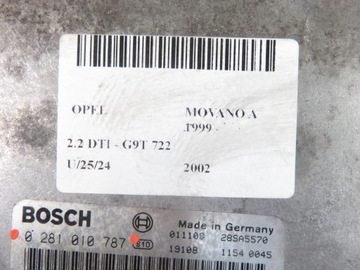 OPEL MOVANO A
1999 -
2.2 DTI - G9T 722
U/25/24 2002
BOSCH Made in Germany
0 281 010 787 S10 011108 28SA5570
19108 1154 0045